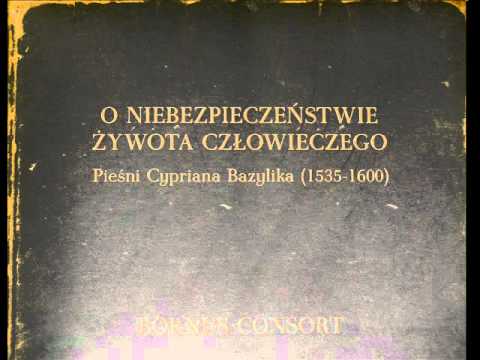 O NIEBEZPIECZEŃSTWIE
ŻYWOTA CZŁOWIECZEGO
Pieśni Cypriana Bazylika (1535-1600)
BORNUS CONSORT